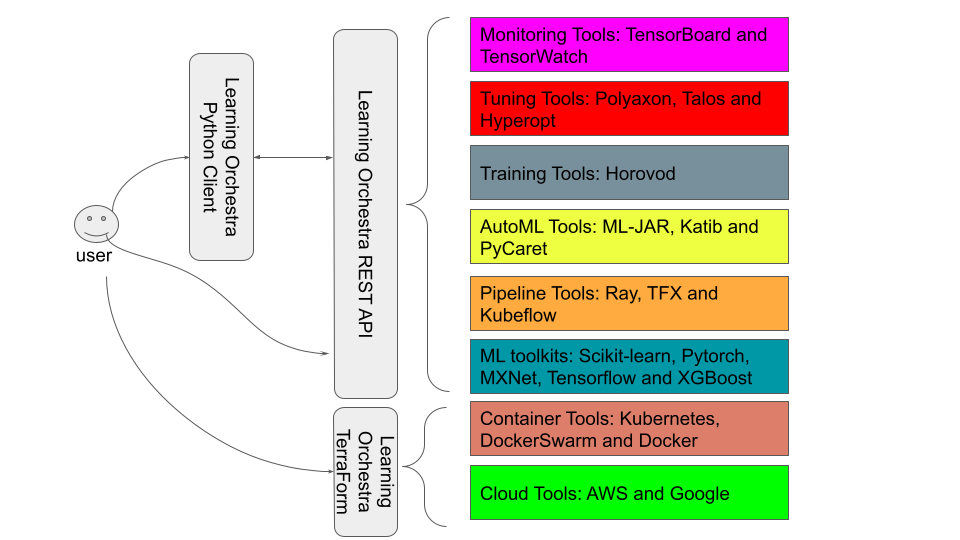 user
Learning Orchestra
Python Client
Learning Orchestra REST API
Learning
Orchestra
TerraForm
Monitoring Tools: TensorBoard and
TensorWatch
Tuning Tools: Polyaxon, Talos and
Hyperopt
Training Tools: Horovod
AutoML Tools: ML-JAR, Katib and
PyCaret
Pipeline Tools: Ray, TFX and
Kubeflow
ML toolkits: Scikit-learn, Pytorch,
MXNet, Tensorflow and XGBoost
Container Tools: Kubernetes,
DockerSwarm and Docker
Cloud Tools: AWS and Google